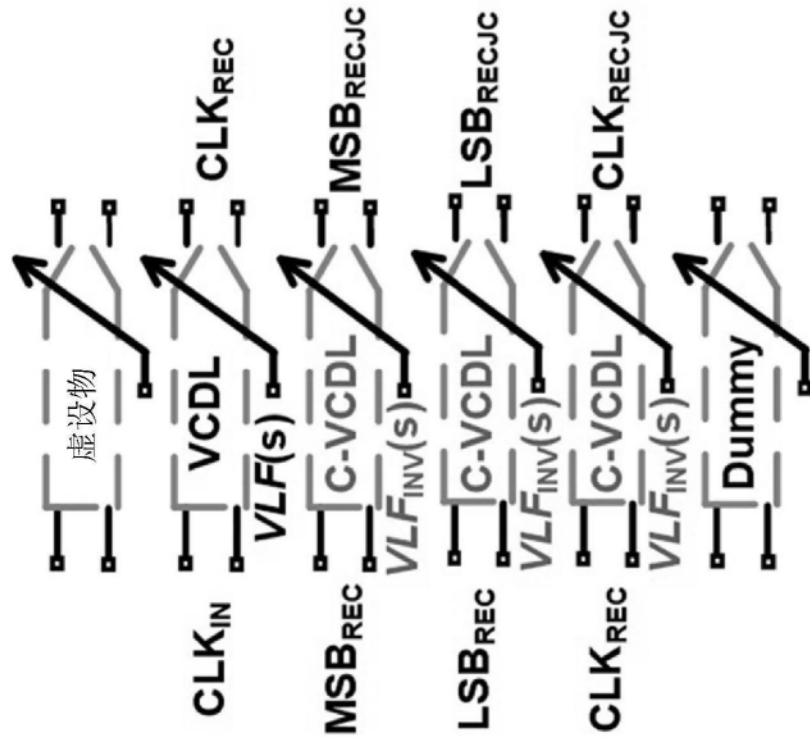 虚设物
CLK_IN
VCDL
CLK_REC
VLF(s)
MSB_REC
C-VCDL
MSB_RECJC
VLF_INV(s)
LSB_REC
C-VCDL
LSB_RECJC
VLF_INV(s)
CLK_REC
C-VCDL
CLK_RECJC
VLF_INV(s)
Dummy